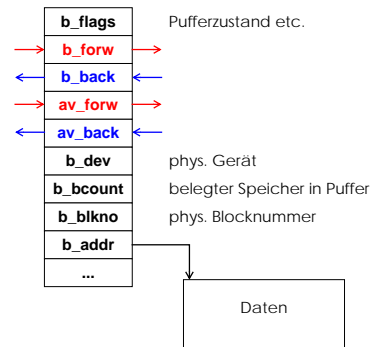 b_flags Pufferzustand etc.
b_forw
b_back
av_forw
av_back
b_dev phys. Gerät
b_bcount belegter Speicher in Puffer
b_blkno phys. Blocknummer
b_addr
...
Daten